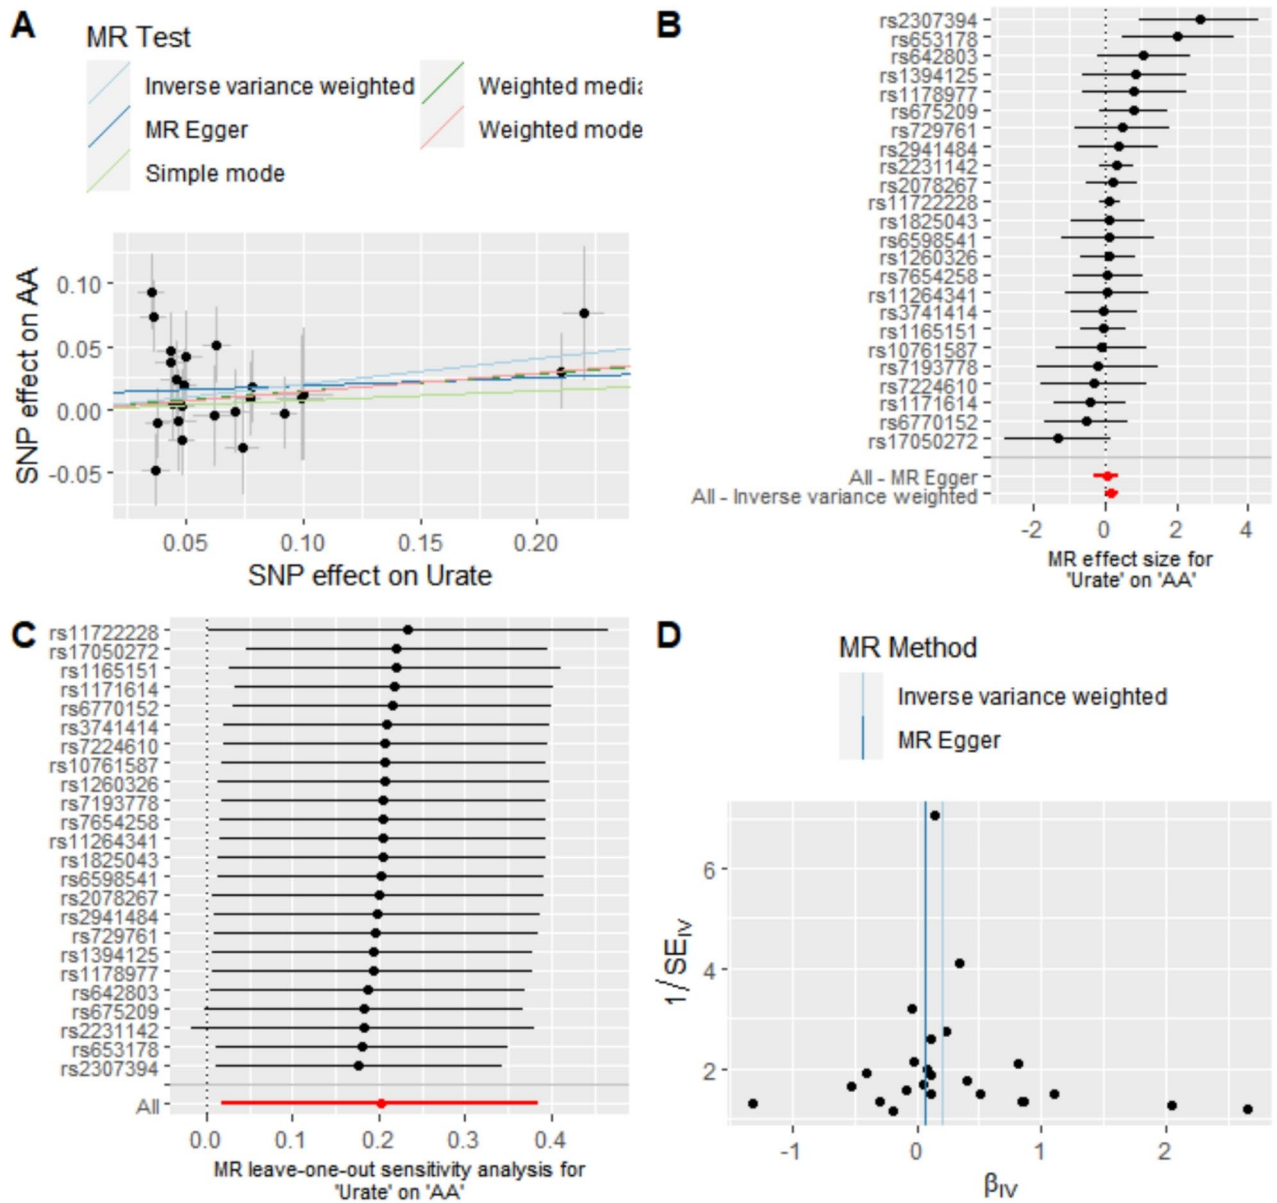 A
MR Test
Inverse variance weighted
Weighted media
MR Egger
Weighted mode
Simple mode
SNP effect on AA
0.10
0.05
0.00
-0.05
0.05 0.10 0.15 0.20
SNP effect on Urate
B
rs2307394
rs653178
rs642803
rs1394125
rs1178977
rs675209
rs729761
rs2941484
rs2231142
rs2078267
rs11722228
rs1825043
rs6598541
rs1260326
rs7654258
rs11264341
rs3741414
rs1165151
rs10761587
rs7193778
rs7224610
rs1171614
rs6770152
rs17050272
All - MR Egger
All - Inverse variance weighted
-2 0 2 4
MR effect size for
'Urate' on 'AA'
C
rs11722228
rs17050272
rs1165151
rs1171614
rs6770152
rs3741414
rs7224610
rs10761587
rs1260326
rs7193778
rs7654258
rs11264341
rs1825043
rs6598541
rs2078267
rs2941484
rs729761
rs1394125
rs1178977
rs642803
rs675209
rs2231142
rs653178
rs2307394
All
0.0 0.1 0.2 0.3 0.4
MR leave-one-out sensitivity analysis for
'Urate' on 'AA'
D
MR Method
Inverse variance weighted
MR Egger
1/SE_IV
6
4
2
-1 0 1 2
β_IV